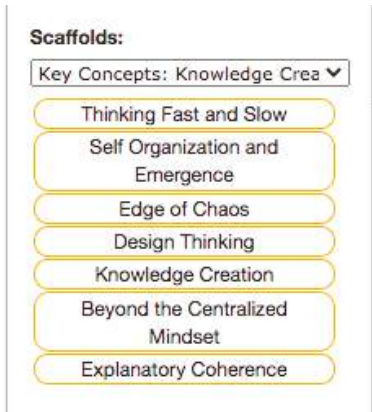 Scaffolds:
Key Concepts: Knowledge Crea
Thinking Fast and Slow
Self Organization and
Emergence
Edge of Chaos
Design Thinking
Knowledge Creation
Beyond the Centralized
Mindset
Explanatory Coherence